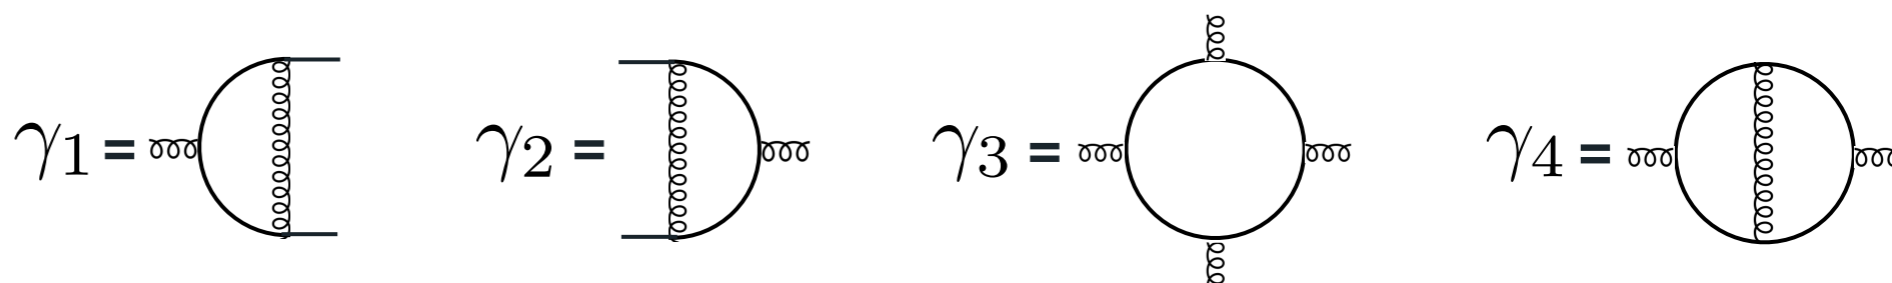 γ1 = γ2 = γ3 = γ4 =